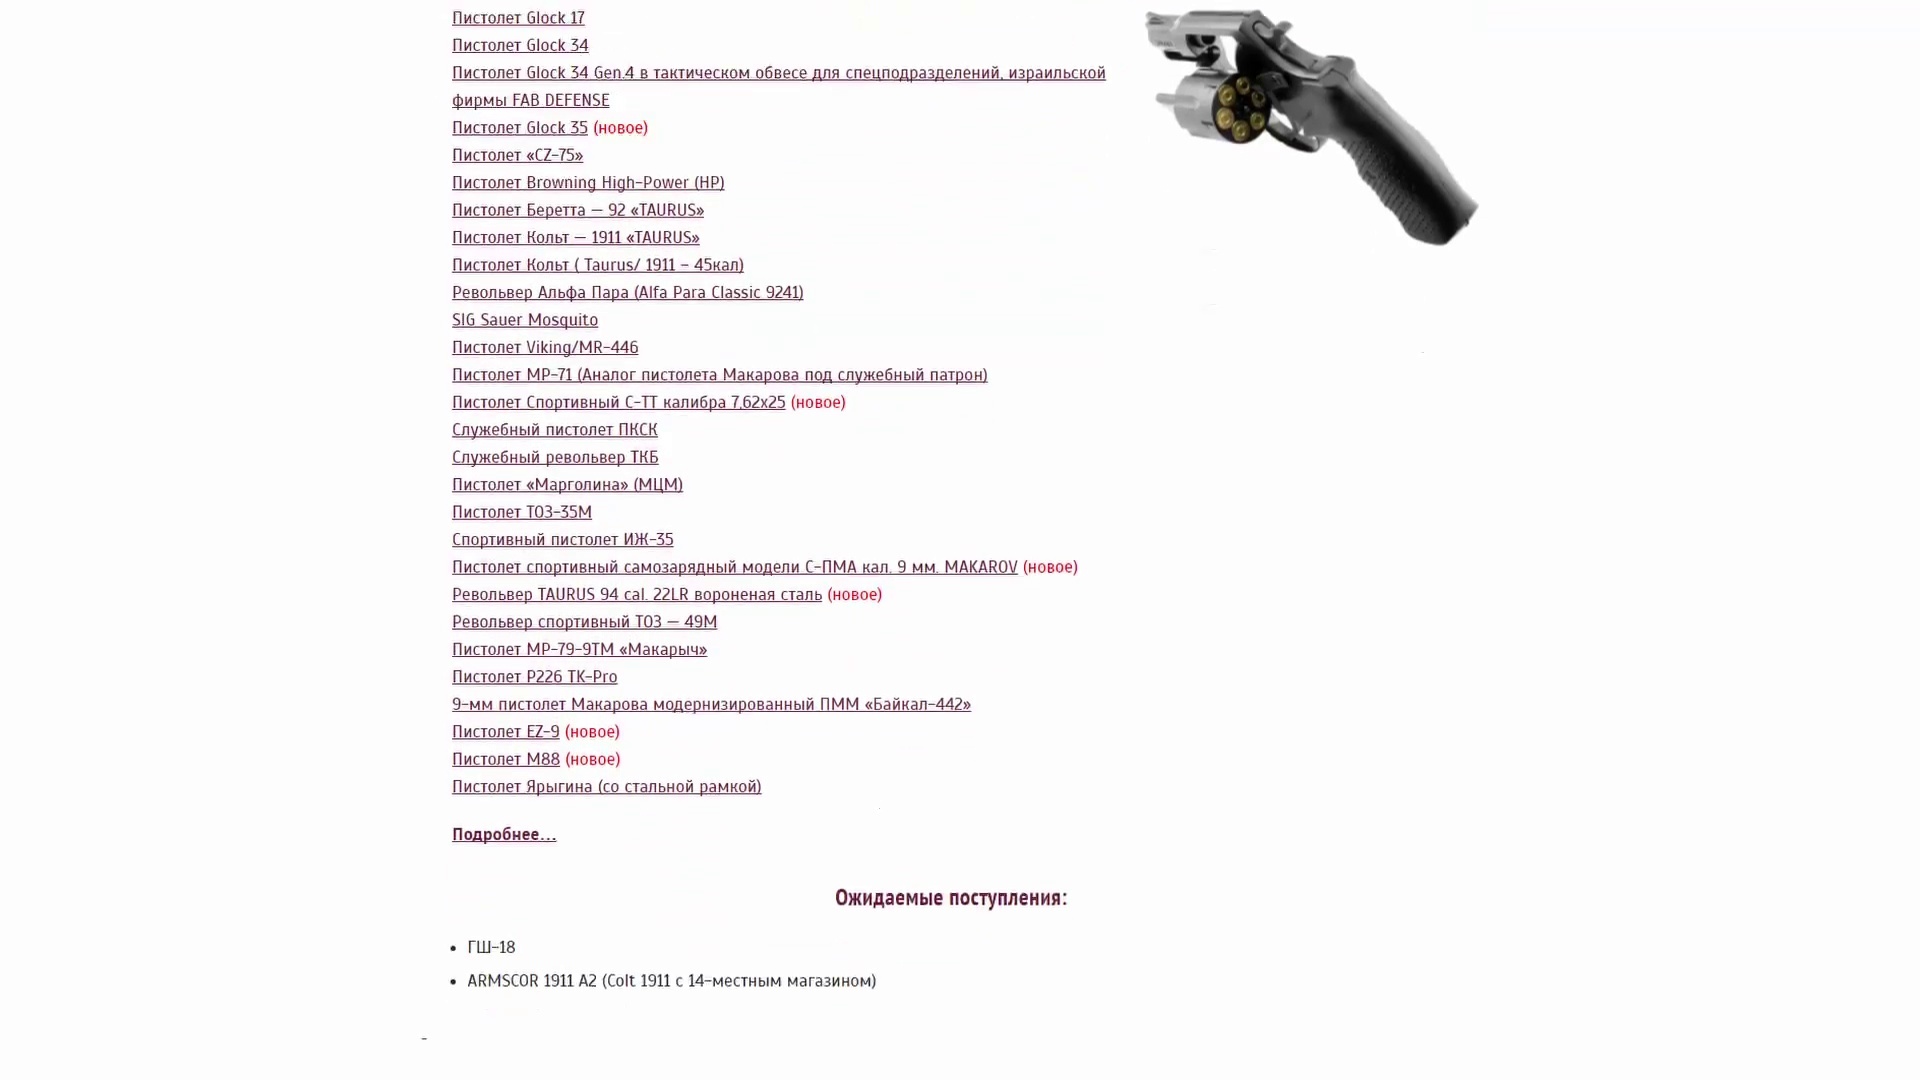 Пистолет Glock 17
Пистолет Glock 34
Пистолет Glock 34 Gen.4 в тактическом обвесе для спецподразделений, израильской
фирмы FAB DEFENSE
Пистолет Glock 35 (новое)
Пистолет «CZ-75»
Пистолет Browning High-Power (HP)
Пистолет Беретта — 92 «TAURUS»
Пистолет Кольт — 1911 «TAURUS»
Пистолет Кольт ( Taurus/ 1911 – 45кал)
Револьвер Альфа Пара (Alfa Para Classic 9241)
SIG Sauer Mosquito
Пистолет Viking/MR-446
Пистолет МР-71 (Аналог пистолета Макарова под служебный патрон)
Пистолет Спортивный С-ТТ калибра 7,62х25 (новое)
Служебный пистолет ПКСК
Служебный револьвер ТКБ
Пистолет «Марголина» (МЦМ)
Пистолет ТОЗ-35М
Спортивный пистолет ИЖ-35
Пистолет спортивный самозарядный модели С-ПМА кал. 9 мм. MAKAROV (новое)
Револьвер TAURUS 94 cal. 22LR вороненая сталь (новое)
Револьвер спортивный ТОЗ — 49М
Пистолет МР-79-9ТМ «Макарыч»
Пистолет P226 TK-Pro
9-мм пистолет Макарова модернизированный ПММ «Байкал-442»
Пистолет EZ-9 (новое)
Пистолет M88 (новое)
Пистолет Ярыгина (со стальной рамкой)
Подробнее...
Ожидаемые поступления:
• ГШ-18
• ARMSCOR 1911 A2 (Colt 1911 с 14-местным магазином)
-